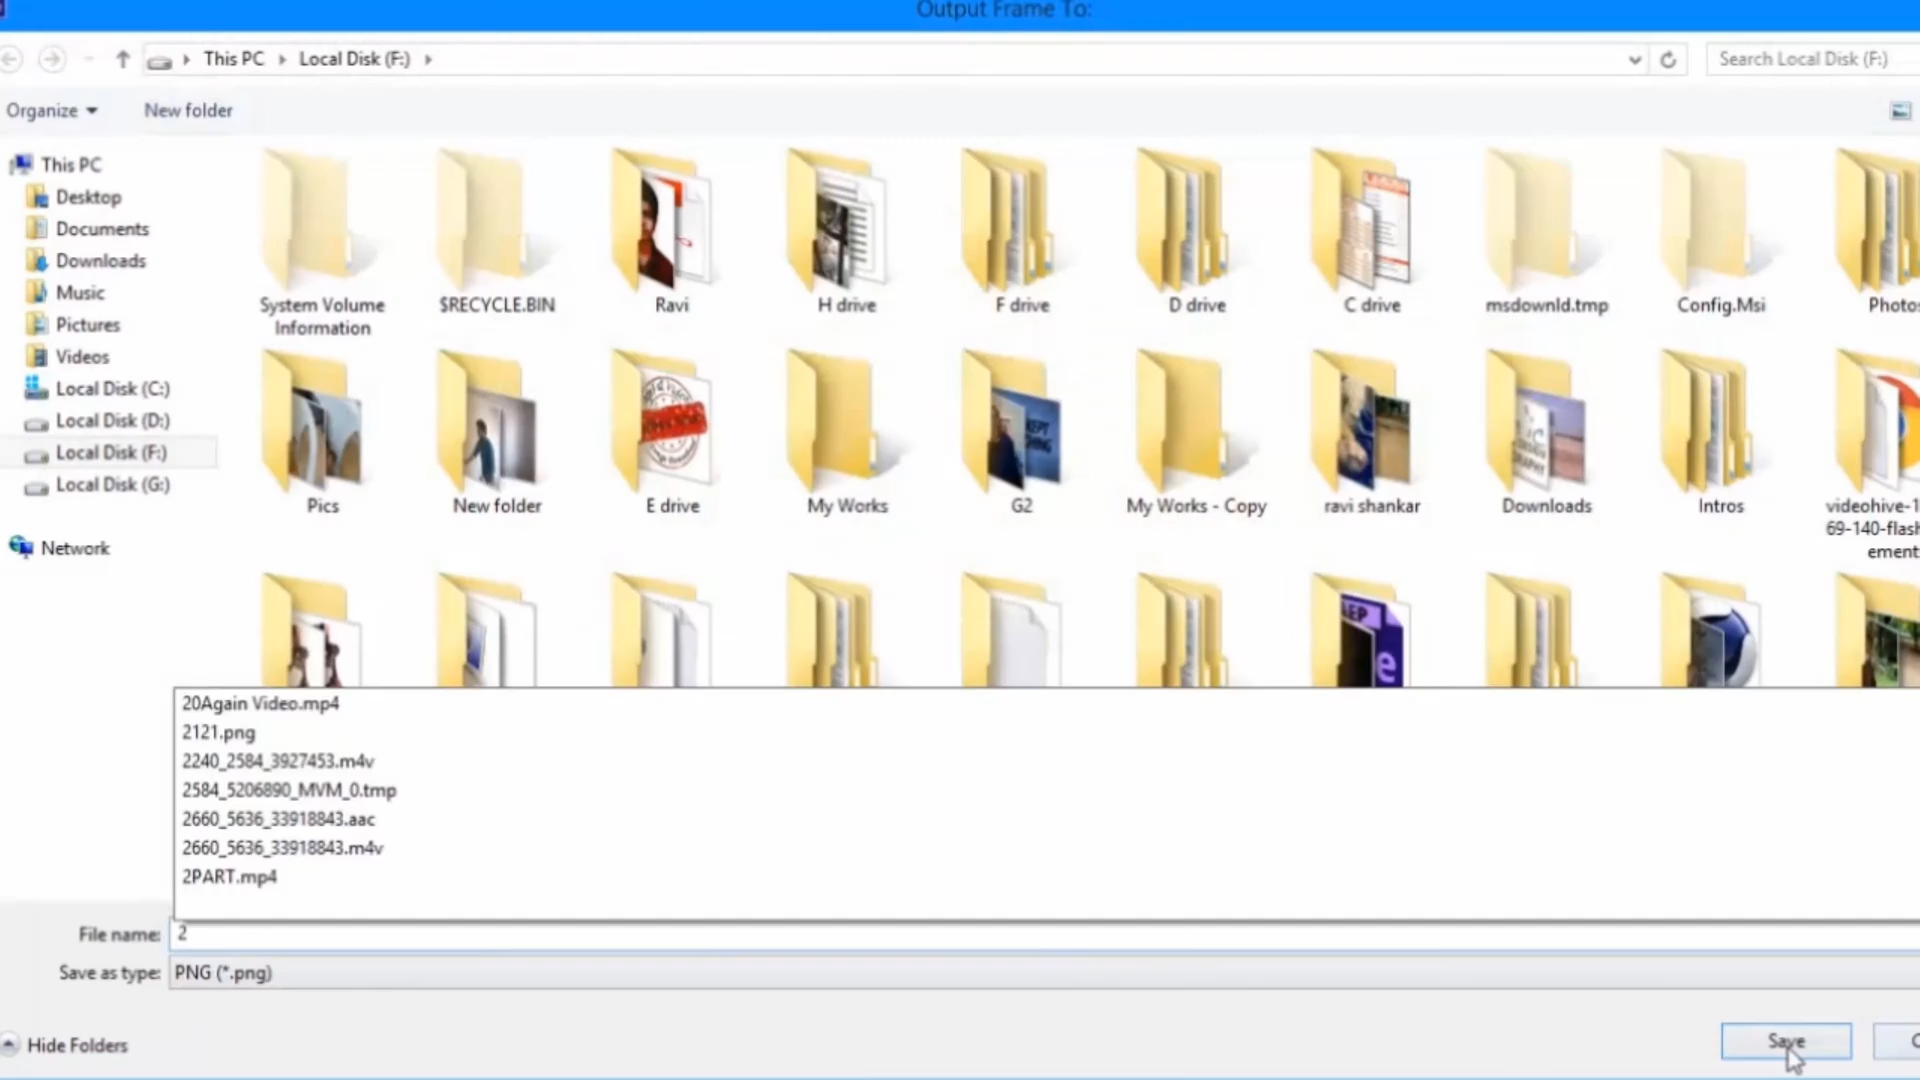 Output Frame To:
This PC
Local Disk (F:)
Search Local Disk (F:)
Organize
New folder
This PC
Desktop
Documents
Downloads
Music
Pictures
Videos
Local Disk (C:)
Local Disk (D:)
Local Disk (F:)
Local Disk (G:)
Network
System Volume
Information
$RECYCLE.BIN
Ravi
H drive
F drive
D drive
C drive
msdownld.tmp
Config.Msi
Photos
Pics
New folder
E drive
My Works
G2
My Works - Copy
ravi shankar
Downloads
Intros
videohive-1
69-140-flash
ement
AEP
20Again Video.mp4
2121.png
2240_2584_3927453.m4v
2584_5206890_MVM_0.tmp
2660_5636_33918843.aac
2660_5636_33918843.m4v
2PART.mp4
File name: 2
Save as type: PNG (*.png)
Hide Folders
Save